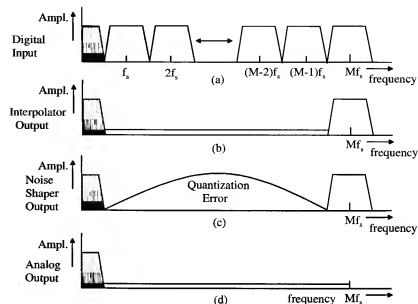 Ampl.
Digital
Input
fs
2fs
(M-2)fs
(M-1)fs
Mfs
frequency
(a)
Ampl.
Interpolator
Output
Mfs
frequency
(b)
Ampl.
Noise
Shaper
Output
Quantization
Error
Mfs
frequency
(c)
Ampl.
Analog
Output
frequency
Mfs
(d)